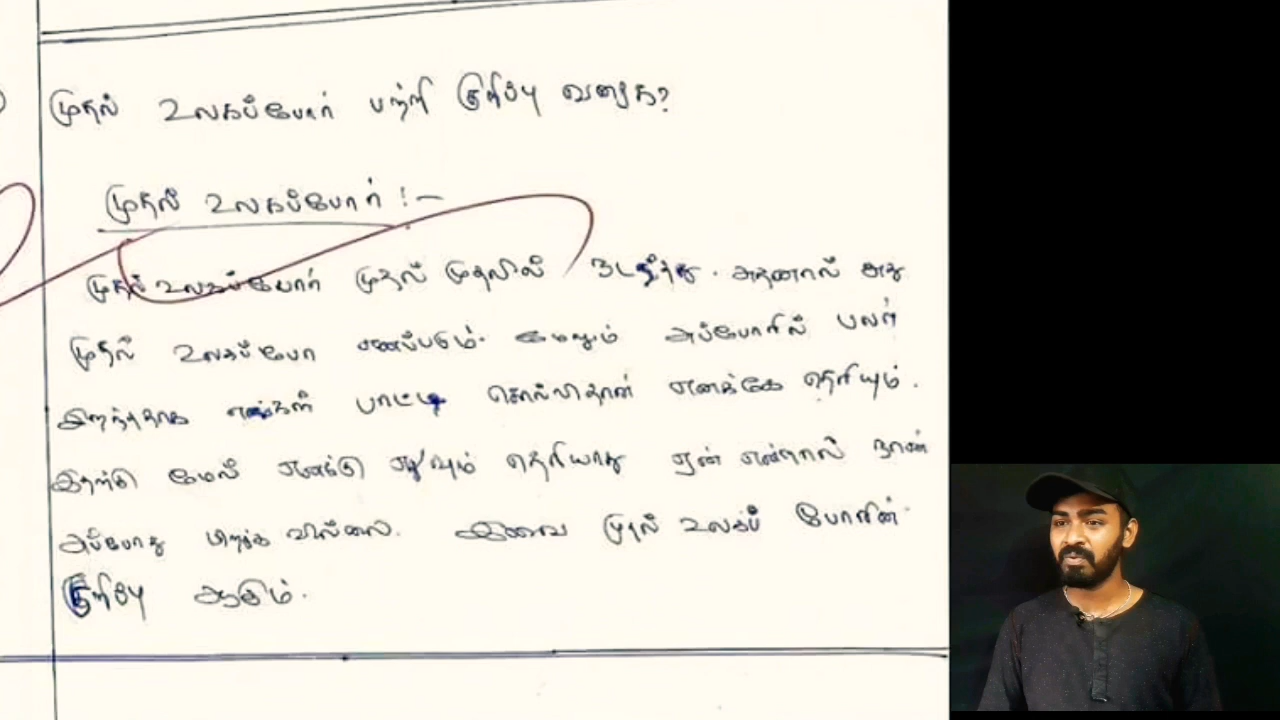 முதல் உலகப்போர் பற்றி குறிப்பு வரைக?
முதல் உலகப்போர் :-
முதல் உலகப்போர் முதல் முதலில் நடந்தது. அதனால் அது
முதல் உலகப்போ எனப்படும். மேலும் அப்போரில் பலர்
இறந்ததாக எங்கள் பாட்டி சொல்லிதான் எனக்கே தெரியும்.
இதற்கு மேல் எனக்கு எதுவும் தெரியாது ஏன் என்றால் நான்
அப்போது பிறக்க வில்லை. இவை முதல் உலகப் போரின்
குறிப்பு ஆகும்.